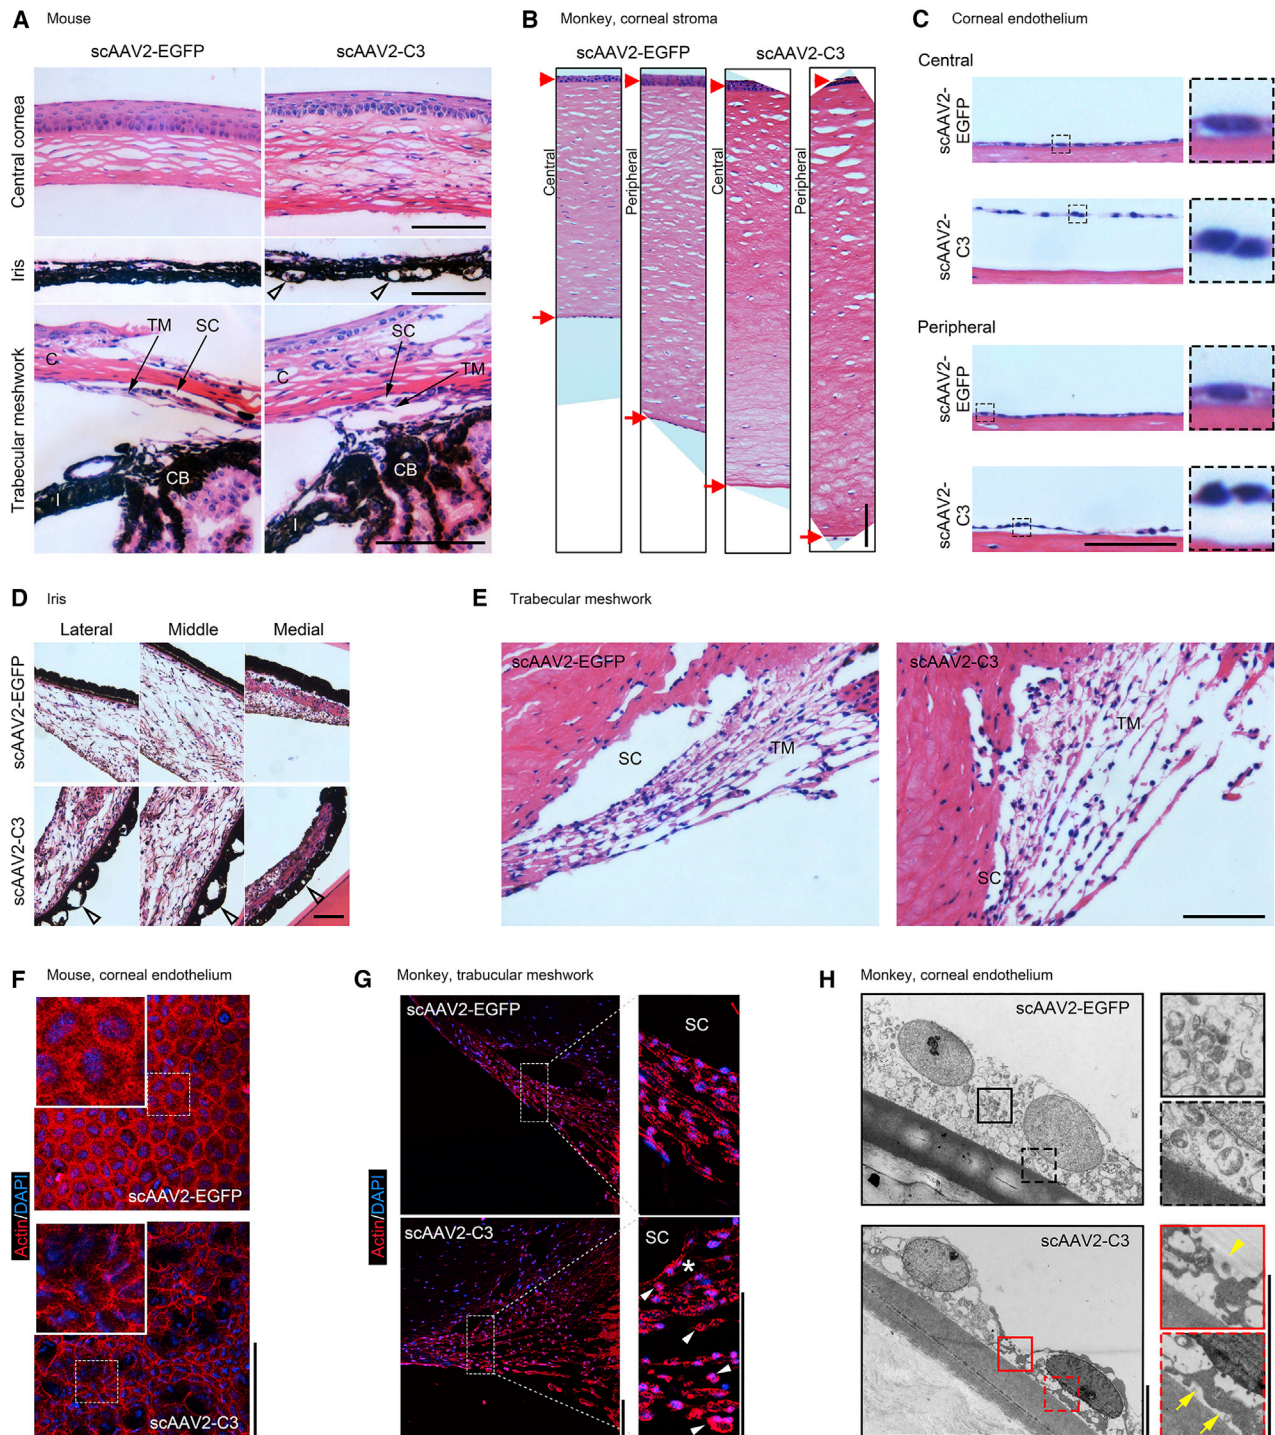 A Mouse
scAAV2-EGFP scAAV2-C3
Central cornea
Iris
Trabecular meshwork
TM SC
C
I
CB
SC
TM
C
I
CB
B Monkey, corneal stroma
scAAV2-EGFP scAAV2-C3
Central
Peripheral
Central
Peripheral
C Corneal endothelium
Central
scAAV2-
EGFP
scAAV2-
C3
Peripheral
scAAV2-
EGFP
scAAV2-
C3
D Iris
Lateral Middle Medial
scAAV2-EGFP
scAAV2-C3
E Trabecular meshwork
scAAV2-EGFP
SC
TM
scAAV2-C3
TM
SC
F Mouse, corneal endothelium
Actin/DAPI
scAAV2-EGFP
scAAV2-C3
G Monkey, trabucular meshwork
Actin/DAPI
scAAV2-EGFP
SC
scAAV2-C3
SC
*
H Monkey, corneal endothelium
scAAV2-EGFP
scAAV2-C3